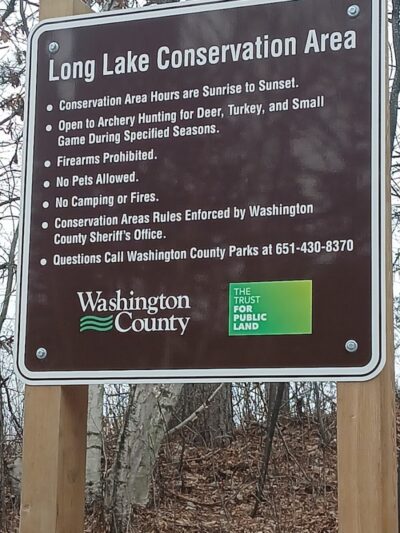 Long Lake Conservation Area
• Conservation Area Hours are Sunrise to Sunset.
• Open to Archery Hunting for Deer, Turkey, and Small
Game During Specified Seasons.
• Firearms Prohibited.
• No Pets Allowed.
• No Camping or Fires.
• Conservation Areas Rules Enforced by Washington
County Sheriff's Office.
• Questions Call Washington County Parks at 651-430-8370
Washington
County
THE
TRUST
FOR
PUBLIC
LAND